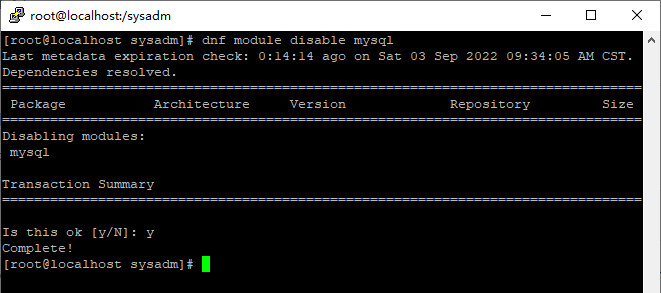 root@localhost:/sysadm
[root@localhost sysadm]# dnf module disable mysql
Last metadata expiration check: 0:14:14 ago on Sat 03 Sep 2022 09:34:05 AM CST.
Dependencies resolved.
================================================================================
 Package           Architecture     Version             Repository         Size
================================================================================
Disabling modules:
 mysql

Transaction Summary
================================================================================

Is this ok [y/N]: y
Complete!
[root@localhost sysadm]#